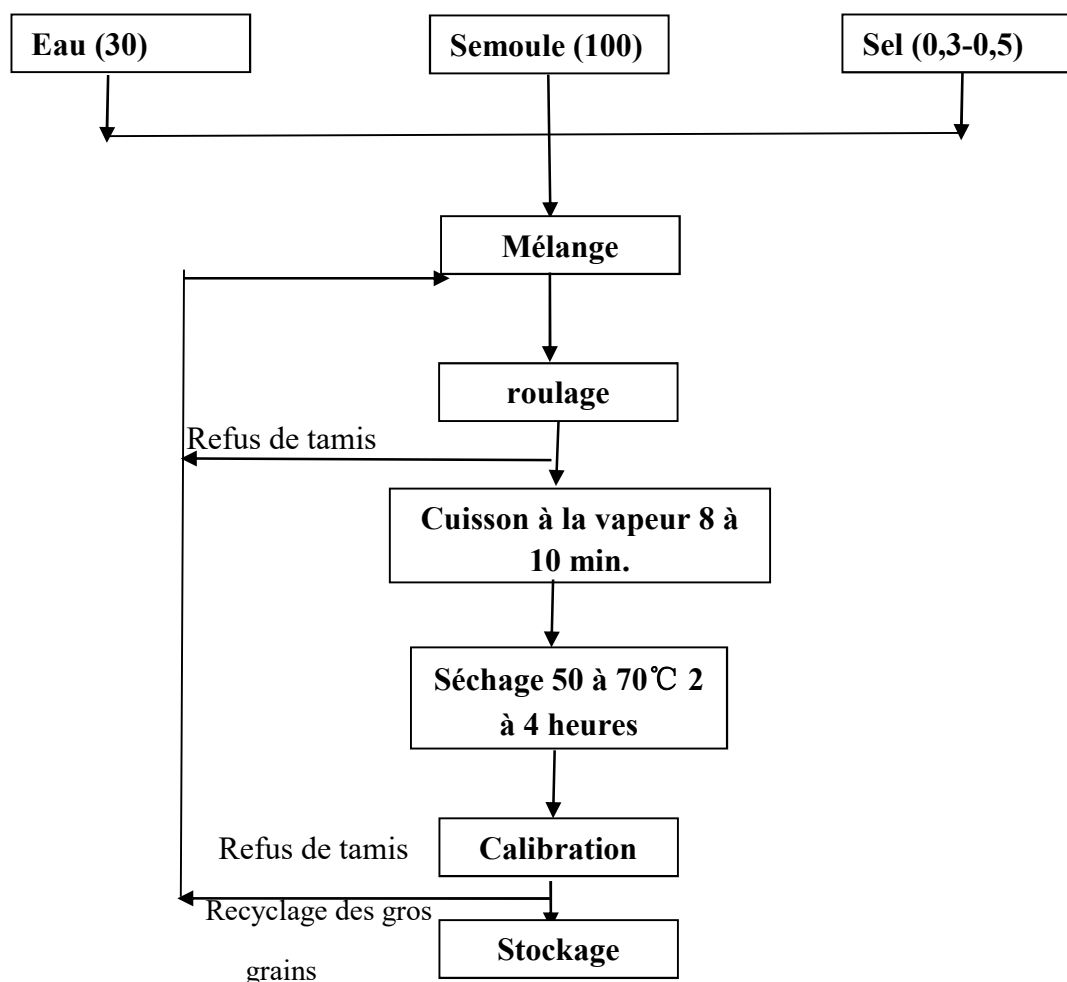 Eau (30)
Semoule (100)
Sel (0,3-0,5)
Mélange
roulage
Refus de tamis
Cuisson à la vapeur 8 à
10 min.
Séchage 50 à 70℃ 2
à 4 heures
Refus de tamis
Calibration
Recyclage des gros
grains
Stockage